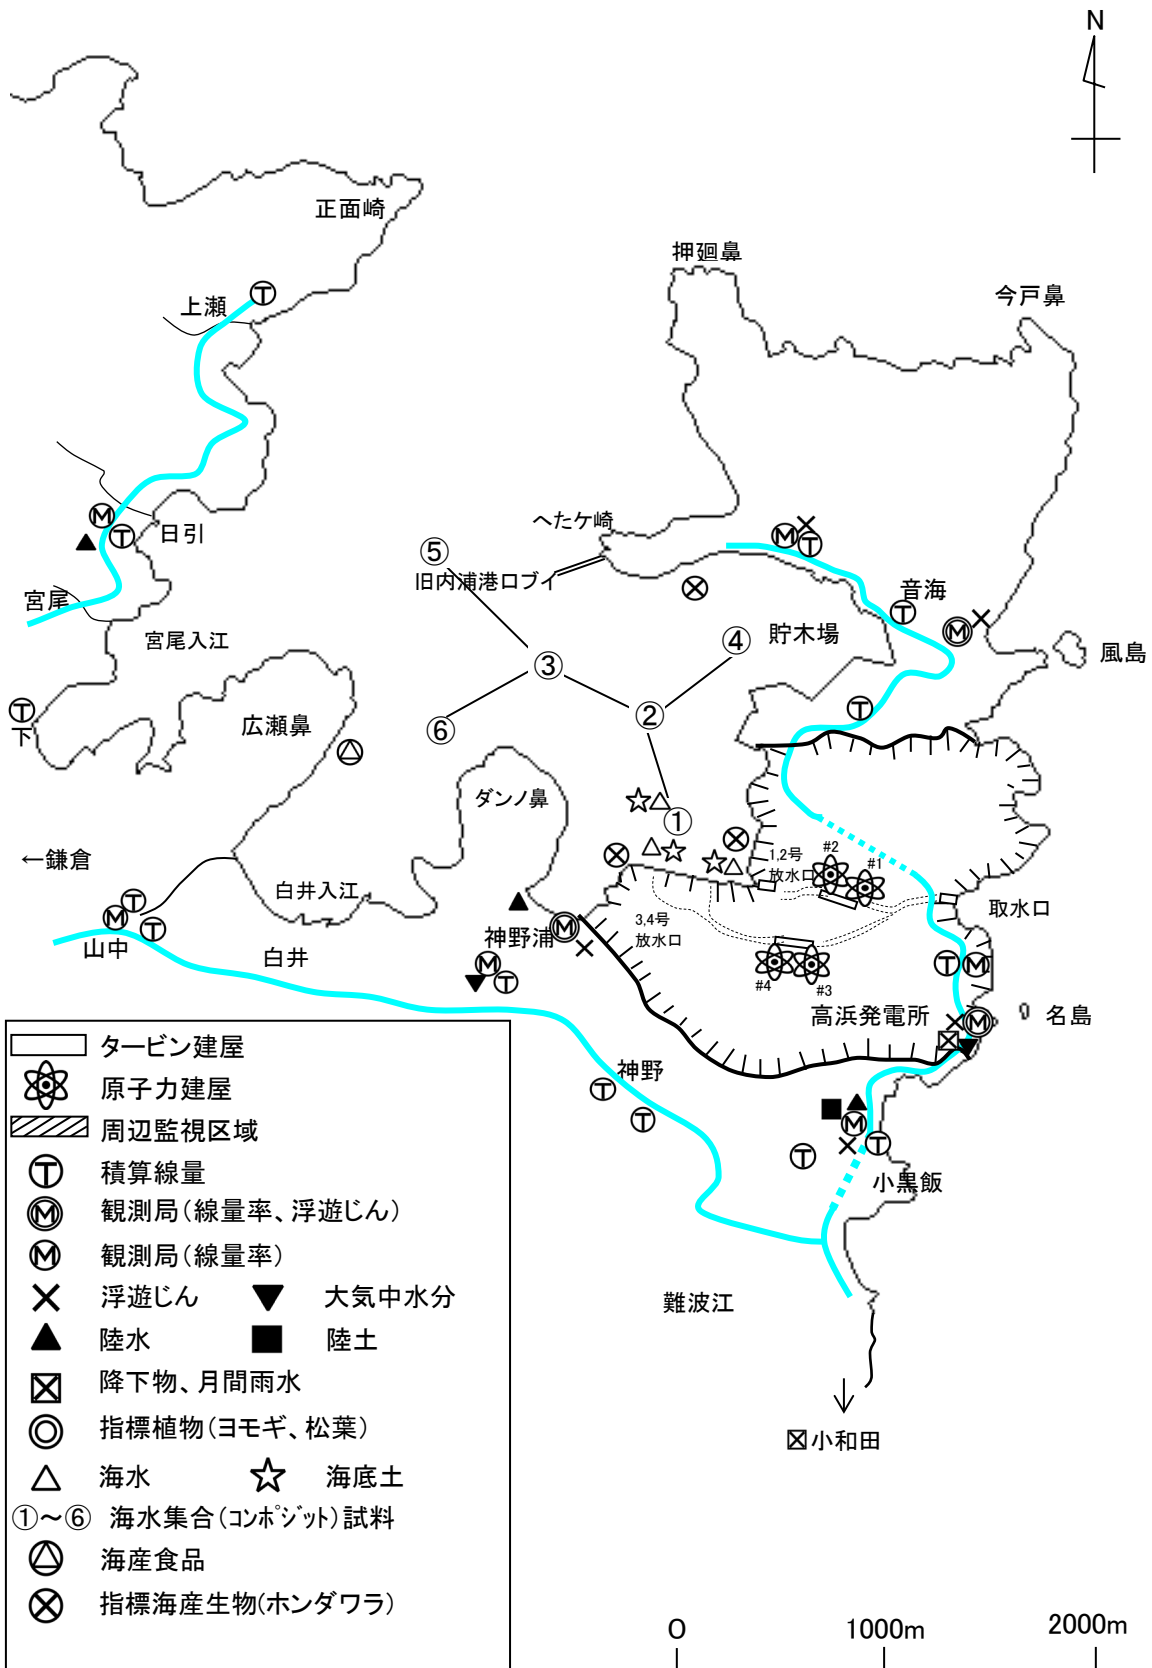 N
正面崎
押廻鼻
今戸鼻
上瀬
Ⓣ
Ⓜ
Ⓣ
日引
へたケ崎
⑤
旧内浦港口ブイ
Ⓜ
Ⓣ
宮尾
宮尾入江
音海
Ⓣ
Ⓜ
貯木場
④
風島
③
Ⓣ
下
広瀬鼻
⑥
②
Ⓣ
ダンノ鼻
①
←鎌倉
1,2号
放水口
#2
#1
白井入江
取水口
Ⓣ
Ⓜ
Ⓣ
山中
白井
神野浦
Ⓜ
3,4号
放水口
Ⓜ
Ⓣ
#4
#3
Ⓣ
Ⓜ
高浜発電所
Ⓜ
名島
神野
Ⓣ
Ⓣ
Ⓜ
Ⓣ
Ⓣ
小黒飯
難波江
小和田
タービン建屋
原子力建屋
周辺監視区域
Ⓣ 積算線量
Ⓜ 観測局(線量率、浮遊じん)
Ⓜ 観測局(線量率)
浮遊じん 大気中水分
陸水 陸土
降下物、月間雨水
指標植物(ヨモギ、松葉)
海水 海底土
①～⑥ 海水集合(コンポジット)試料
海産食品
指標海産生物(ホンダワラ)
O 1000m 2000m